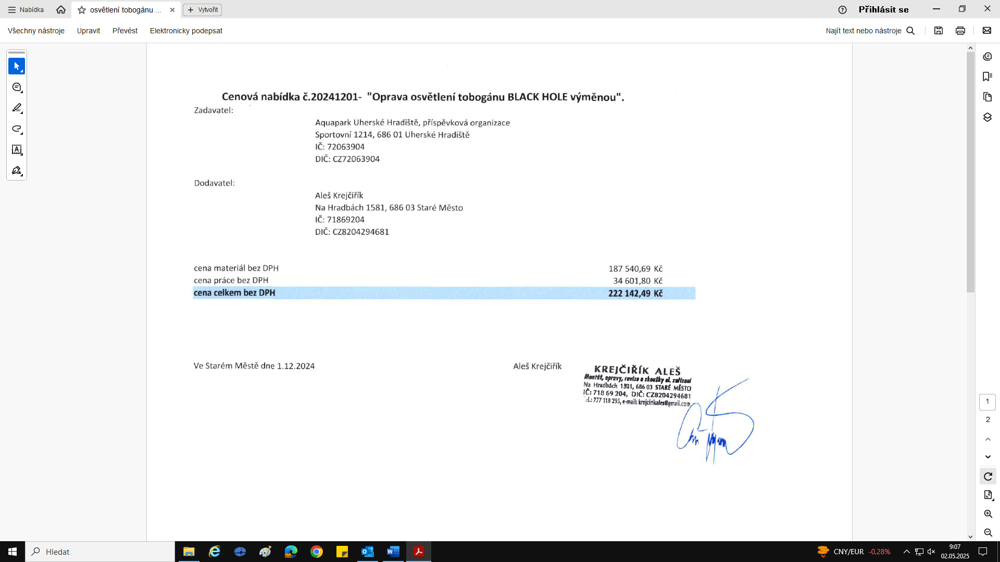 Nabídka
osvětlení tobogánu ...
Vytvořit
Přihlásit se
Všechny nástroje
Upravit
Převést
Elektronicky podepsat
Najít text nebo nástroje
Cenová nabídka č.20241201- "Oprava osvětlení tobogánu BLACK HOLE výměnou".
Zadavatel:
Aquapark Uherské Hradiště, příspěvková organizace
Sportovní 1214, 686 01 Uherské Hradiště
IČ: 72063904
DIČ: CZ72063904
Dodavatel:
Aleš Krejčiřík
Na Hradbách 1581, 686 03 Staré Město
IČ: 71869204
DIČ: CZ8204294681
cena materiál bez DPH 187 540,69 Kč
cena práce bez DPH 34 601,80 Kč
cena celkem bez DPH 222 142,49 Kč
Ve Starém Městě dne 1.12.2024
Aleš Krejčiřík
KREJČIŘÍK ALEŠ
Montáž, opravy, revize a zkoušky el. zařízení
Na Hradbách 1581, 686 03 STARÉ MĚSTO
IČ: 718 69 204, DIČ: CZ8204294681
Tel.: 777 118 295, e-mail: krejcirikales@gmail.com
1
2
Hledat
CNY/EUR -0,28%
9:07
02.05.2025